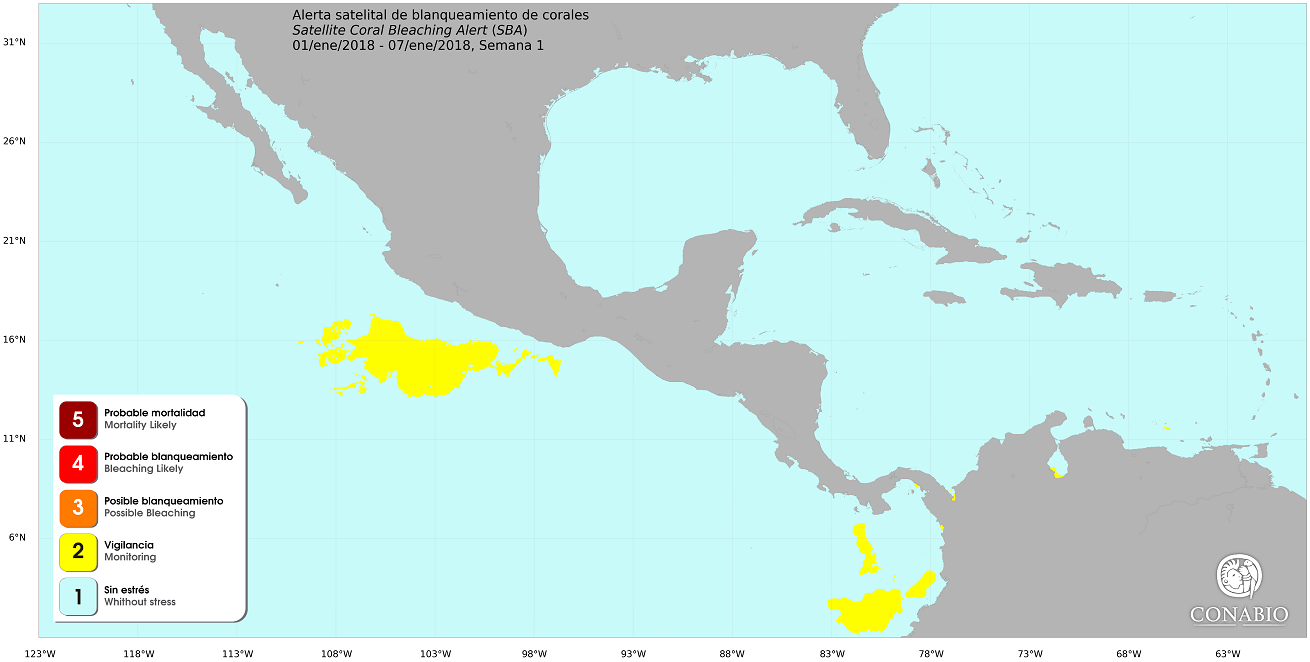 Alerta satelital de blanqueamiento de corales
Satellite Coral Bleaching Alert (SBA)
01/ene/2018 - 07/ene/2018, Semana 1
31°N
26°N
21°N
16°N
11°N
6°N
5 Probable mortalidad
Mortality Likely
4 Probable blanqueamiento
Bleaching Likely
3 Posible blanqueamiento
Possible Bleaching
2 Vigilancia
Monitoring
1 Sin estrés
Whithout stress
CONABIO
123°W 118°W 113°W 108°W 103°W 98°W 93°W 88°W 83°W 78°W 73°W 68°W 63°W